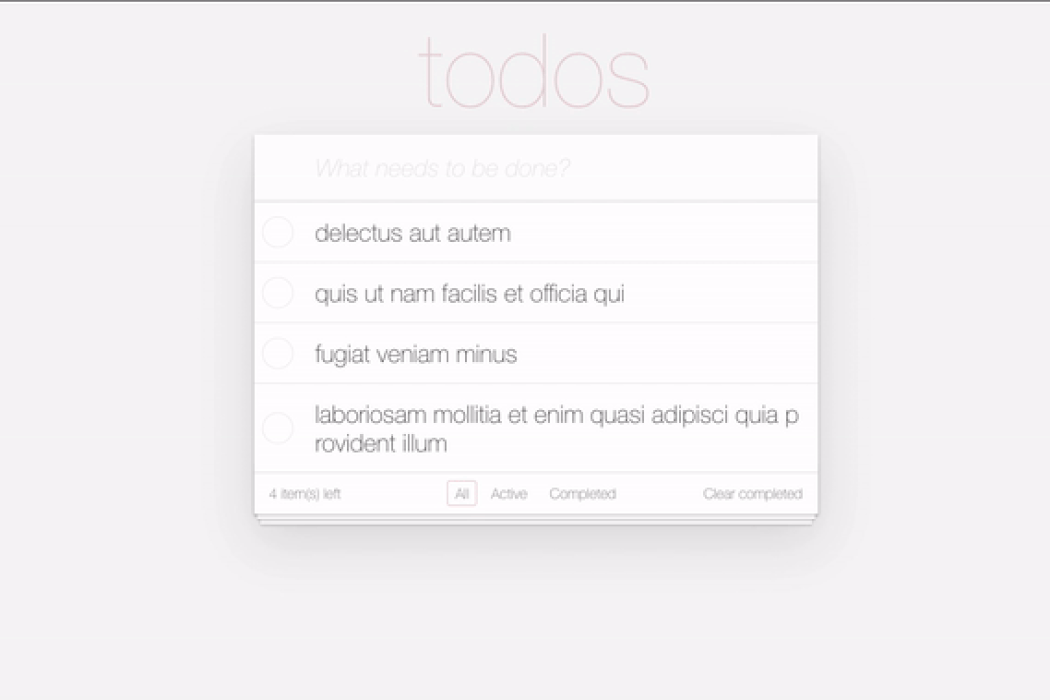 todos
What needs to be done?
delectus aut autem
quis ut nam facilis et officia qui
fugiat veniam minus
laboriosam mollitia et enim quasi adipisci quia p
rovident illum
4 item(s) left All Active Completed Clear completed